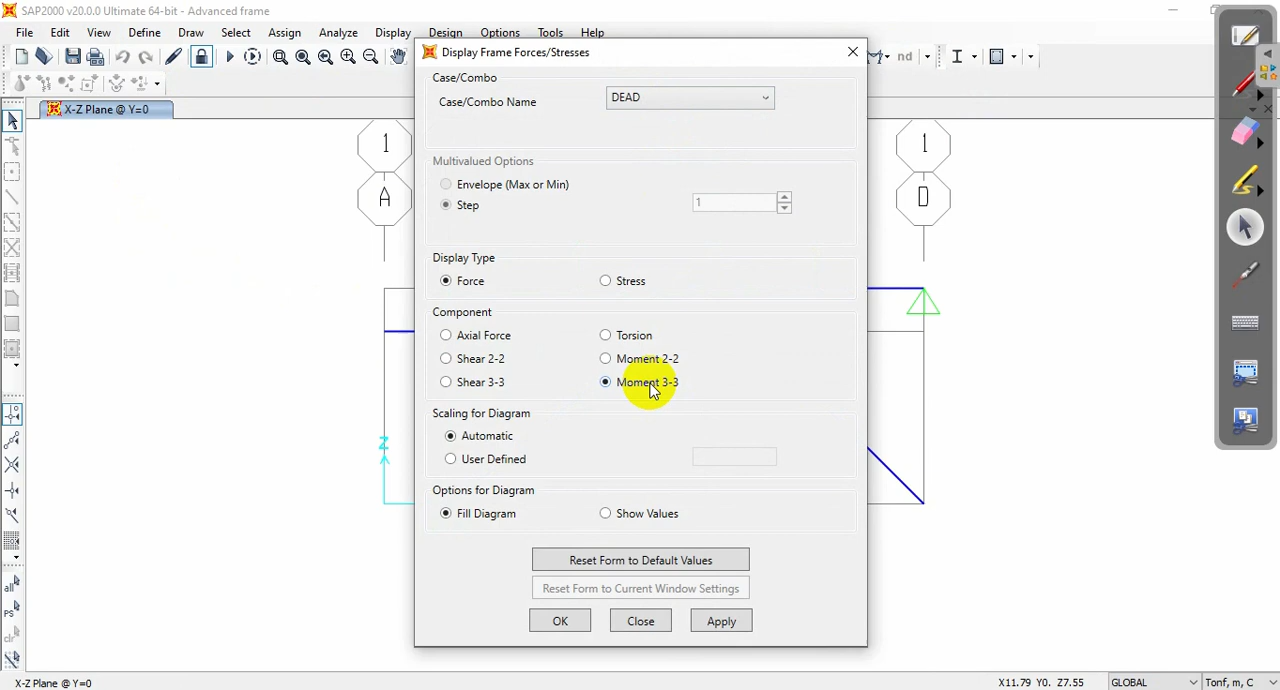 SAP2000 v20.0.0 Ultimate 64-bit - Advanced frame
File Edit View Define Draw Select Assign Analyze Display Design Options Tools Help
nd
X-Z Plane @ Y=0
Display Frame Forces/Stresses
Case/Combo
Case/Combo Name
DEAD
Multivalued Options
Envelope (Max or Min)
Step
1
Display Type
Force
Stress
Component
Axial Force
Torsion
Shear 2-2
Moment 2-2
Shear 3-3
Moment 3-3
Scaling for Diagram
Automatic
User Defined
Options for Diagram
Fill Diagram
Show Values
Reset Form to Default Values
Reset Form to Current Window Settings
OK
Close
Apply
1
A
1
D
Z
all
PS
clr
X-Z Plane @ Y=0
X11.79 Y0. Z7.55
GLOBAL
Tonf, m, C